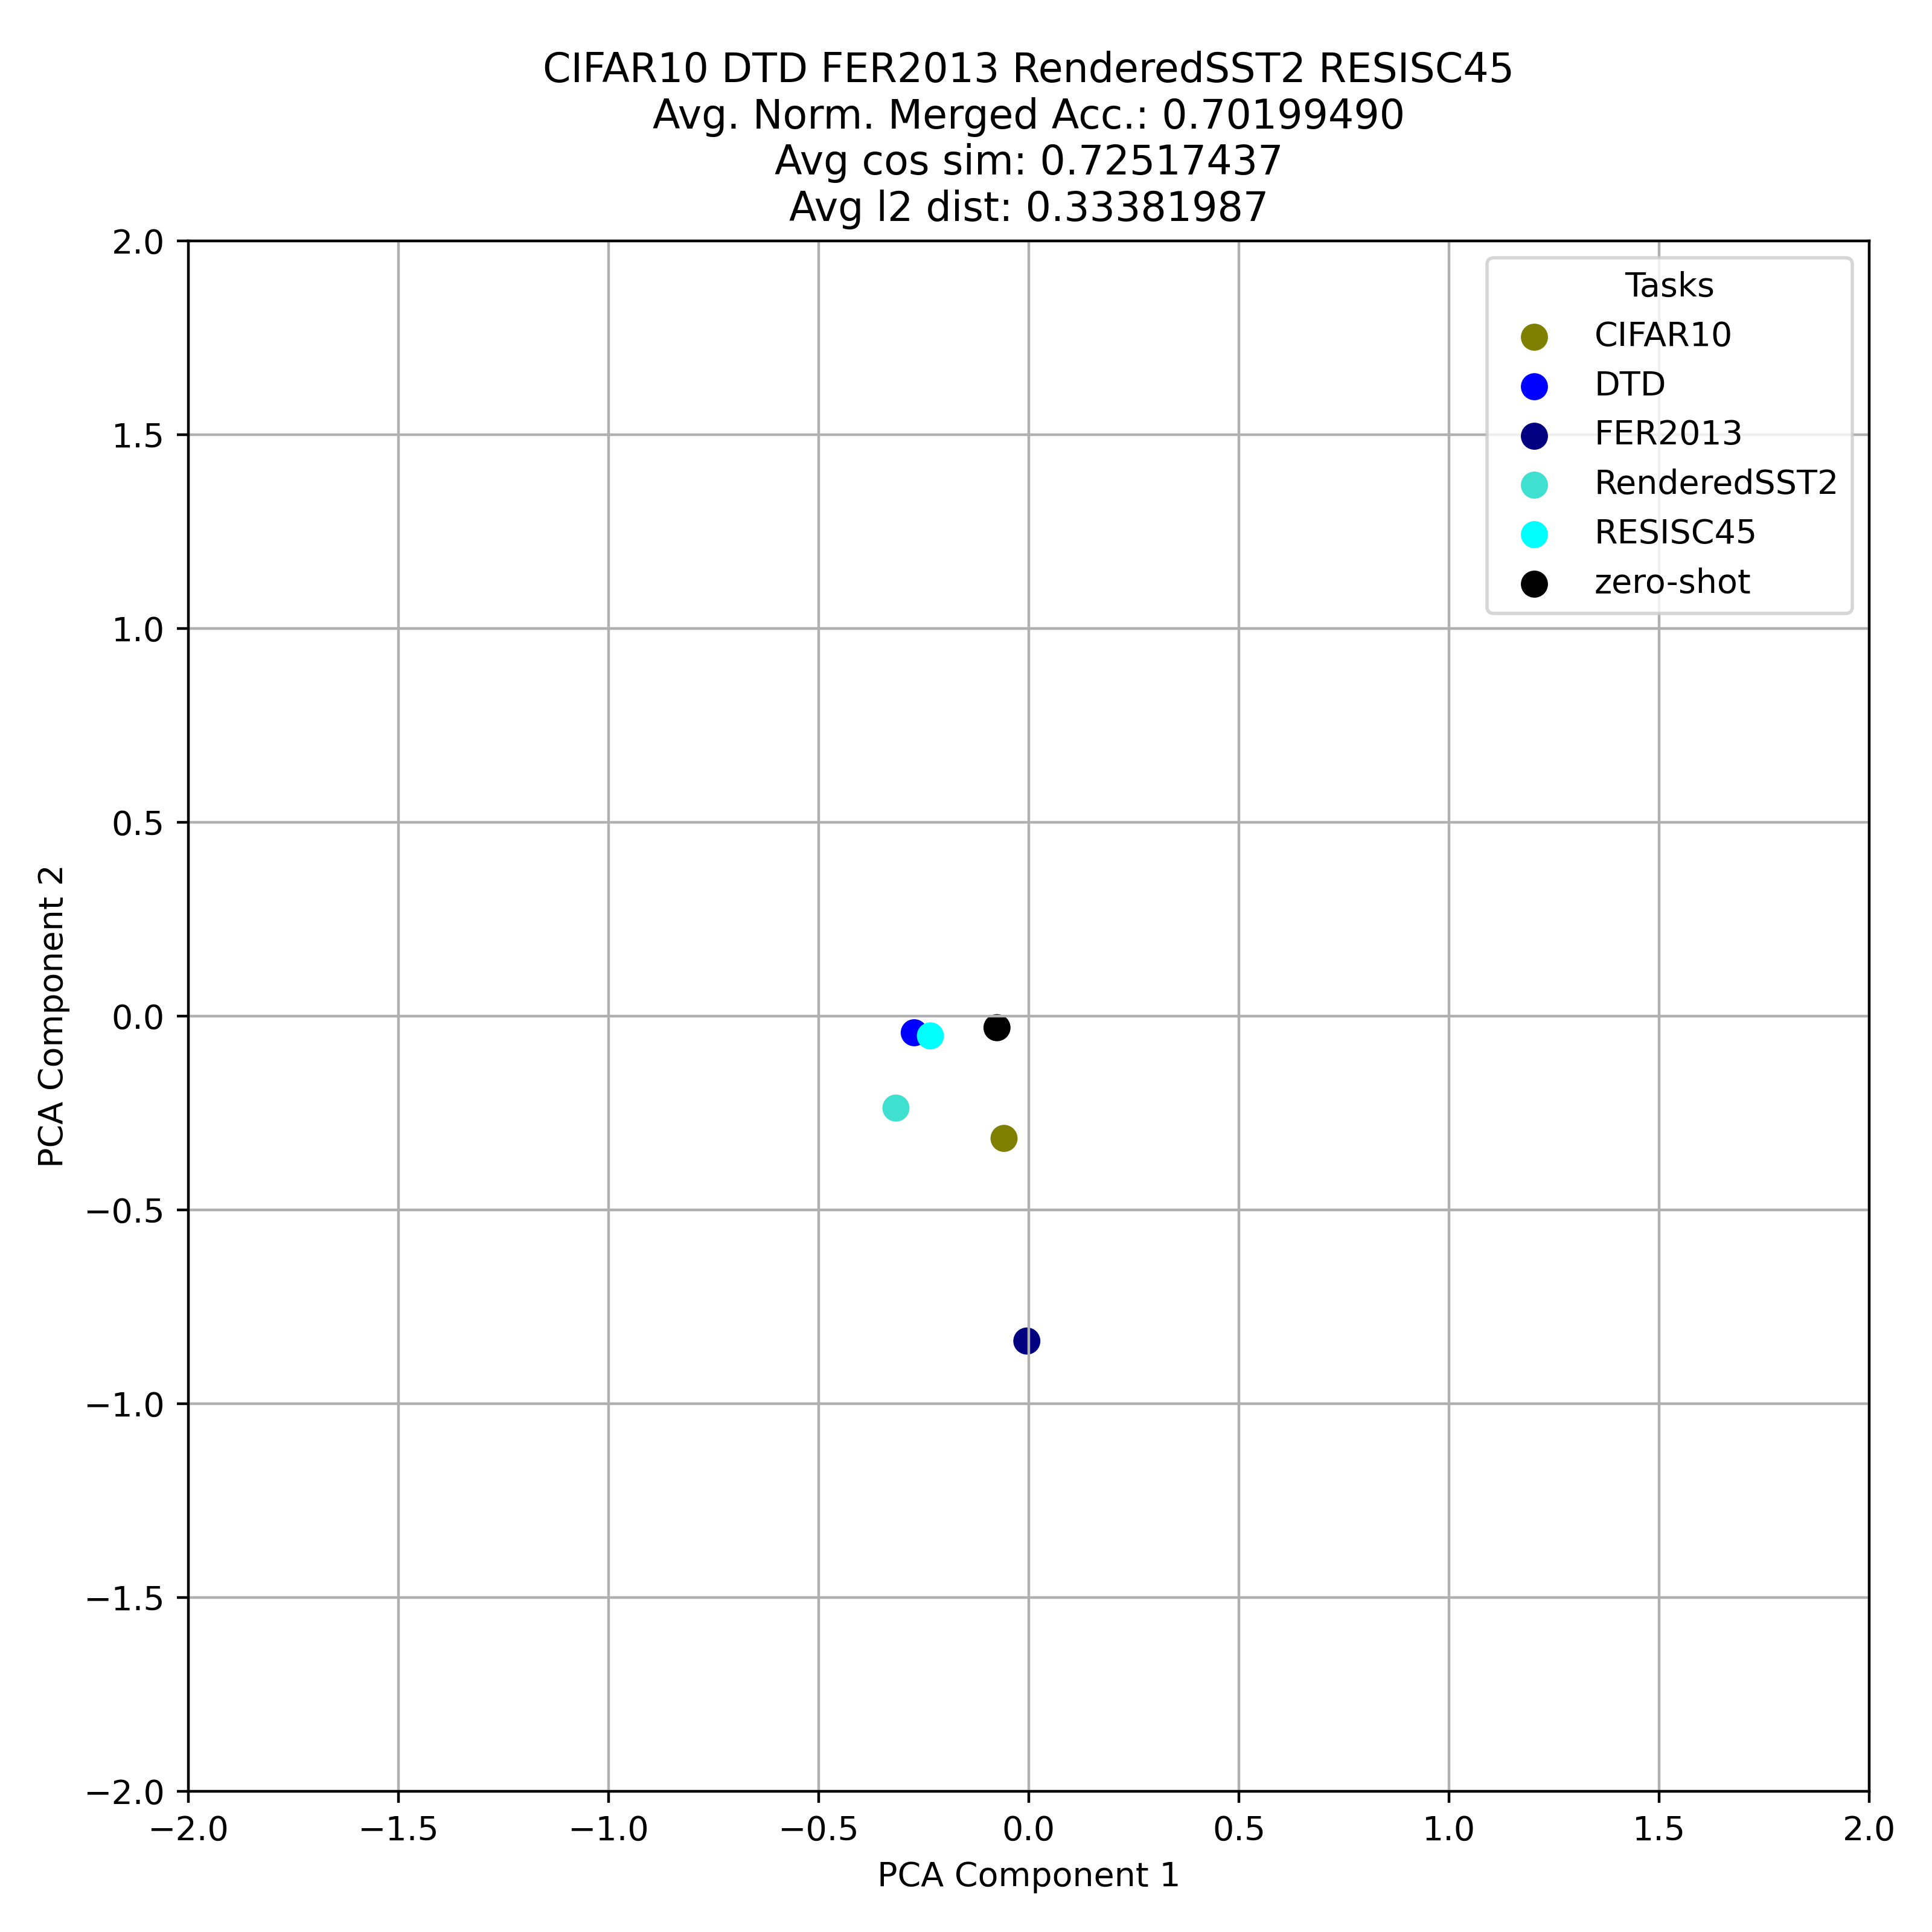 CIFAR10 DTD FER2013 RenderedSST2 RESISC45
Avg. Norm. Merged Acc.: 0.70199490
Avg cos sim: 0.72517437
Avg l2 dist: 0.33381987
Tasks
CIFAR10
DTD
FER2013
RenderedSST2
RESISC45
zero-shot
2.0
1.5
1.0
0.5
0.0
−0.5
−1.0
−1.5
−2.0
PCA Component 2
−2.0 −1.5 −1.0 −0.5 0.0 0.5 1.0 1.5 2.0
PCA Component 1